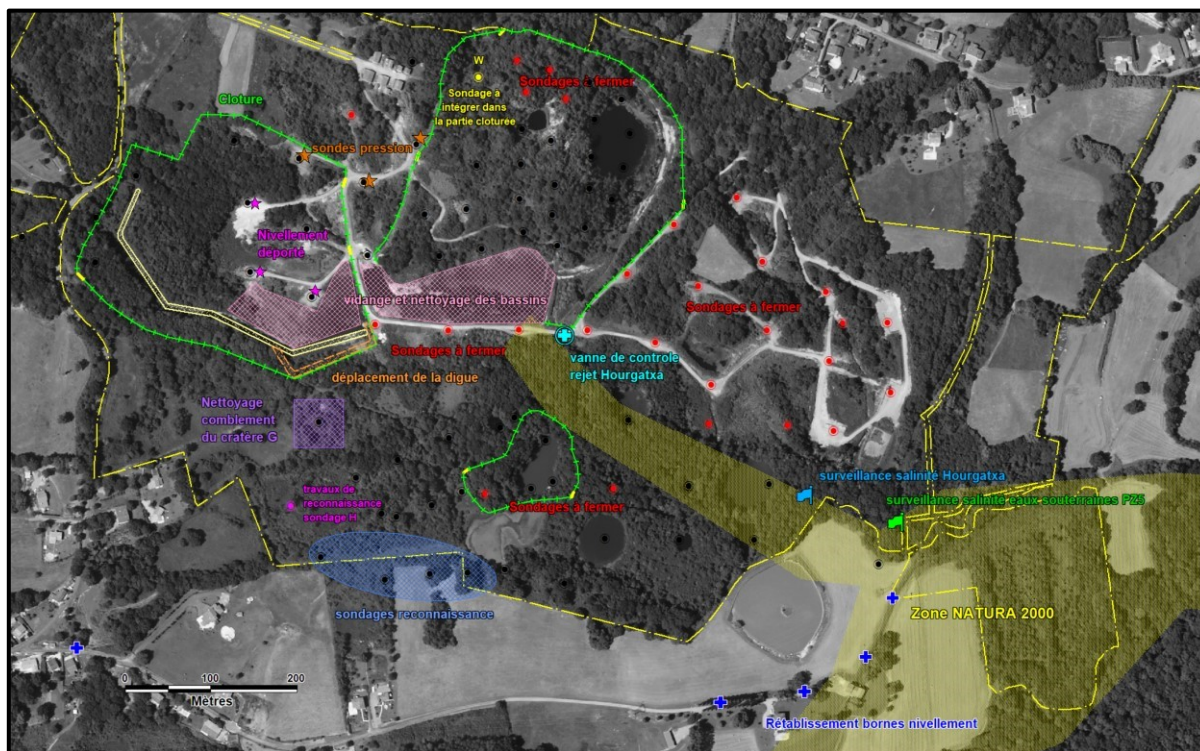 W
Sondage a
intégrer dans
la partie cloturée
Sondages à fermer
Cloture
sondes pression
Nivellement
déporté
vidange et nettoyage des bassins
Sondages à fermer
Sondages à fermer
vanne de controle
rejet Hourgatxa
déplacement de la digue
Nettoyage
comblement
du cratère G
surveillance salinité Hourgatxa
surveillance salinité eaux souterraines PZ5
travaux de
reconnaissance
sondage H
Sondages à fermer
sondages reconnaissance
Zone NATURA 2000
0 100 200
Mètres
Rétablissement bornes nivellement